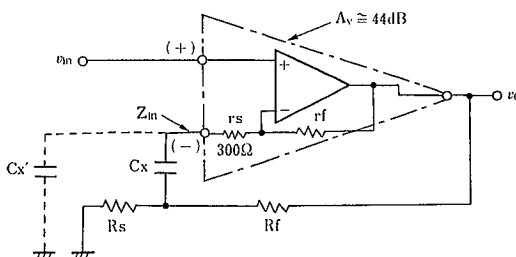 Av ≅ 44dB
(+)
vin
+
vo
Zin
rs
−
rf
(−)
300Ω
Cx'
Cx
Rs
Rf